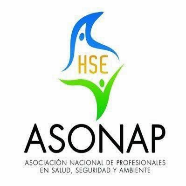 HSE
ASONAP
ASOCIACIÓN NACIONAL DE PROFESIONALES
EN SALUD, SEGURIDAD Y AMBIENTE